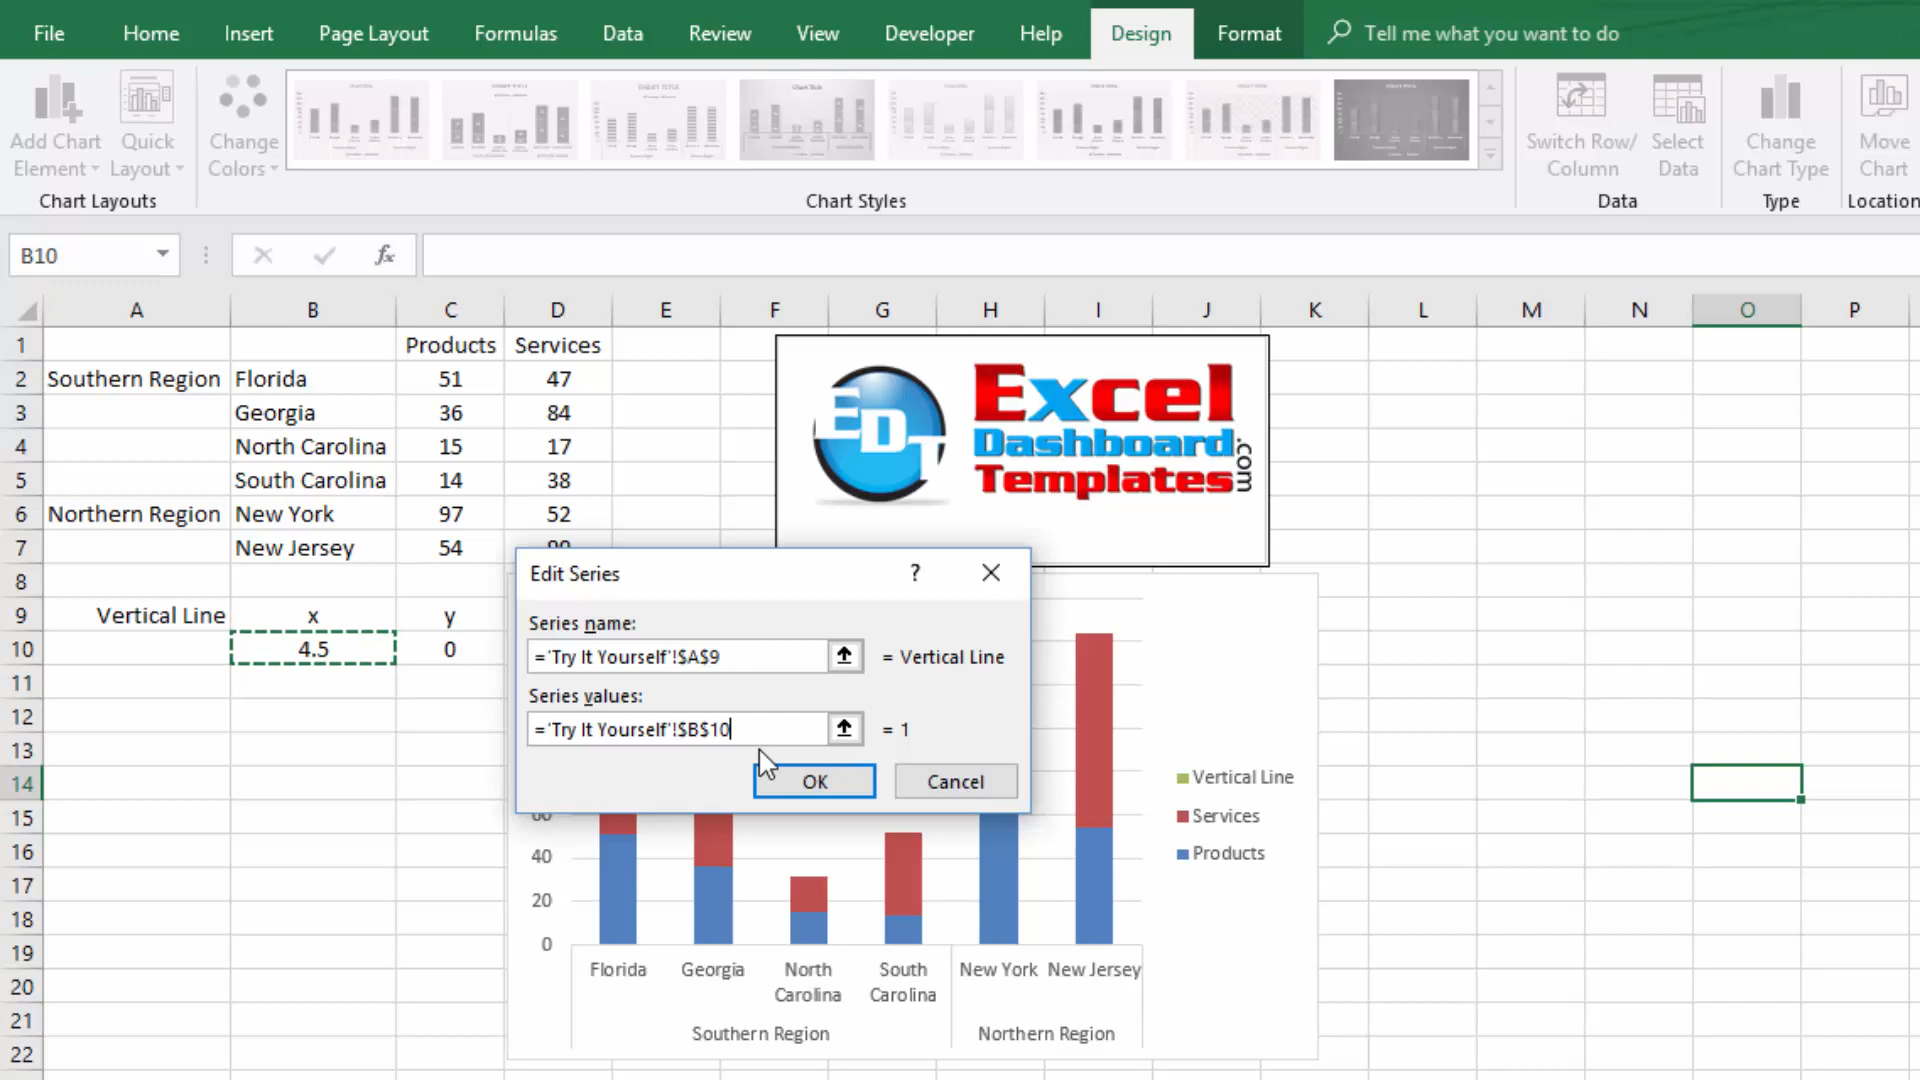 File Home Insert Page Layout Formulas Data Review View Developer Help Design Format Tell me what you want to do
Add Chart Element
Quick Layout
Change Colors
Switch Row/ Column
Select Data
Change Chart Type
Move Chart
Chart Layouts
Chart Styles
Data
Type
Location
B10
fx
A B C D E F G H I J K L M N O P
1 Products Services
2 Southern Region Florida 51 47
3 Georgia 36 84
4 North Carolina 15 17
5 South Carolina 14 38
6 Northern Region New York 97 52
7 New Jersey 54
8
9 Vertical Line x y
10 4.5 0
11
12
13
14
15
16
17
18
19
20
21
22
EDT
Excel
Dashboard
Templates
.com
Edit Series
?
Series name:
='Try It Yourself'!$A$9 = Vertical Line
Series values:
='Try It Yourself'!$B$10 = 1
OK Cancel
60
40
20
0
Florida
Georgia
North Carolina
South Carolina
New York
New Jersey
Southern Region
Northern Region
Vertical Line
Services
Products